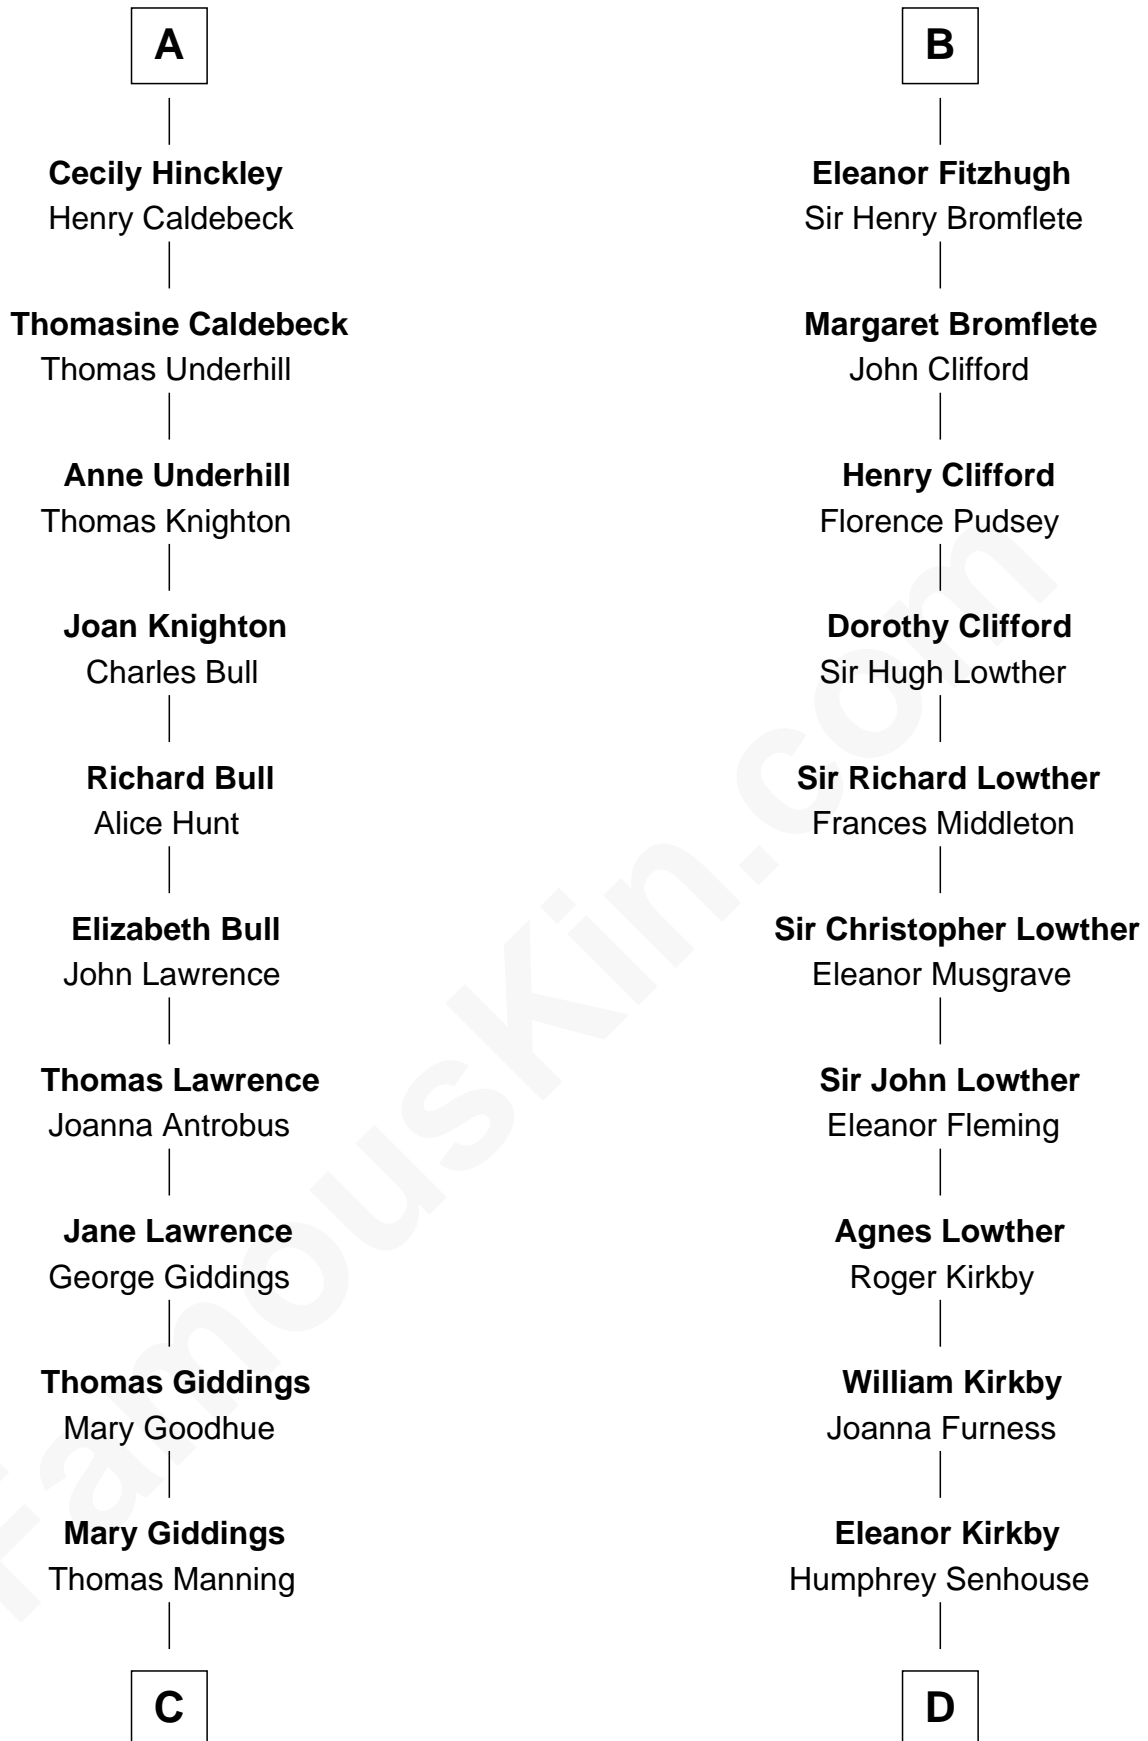 A
Cecily Hinckley
Henry Caldebeck
Thomasine Caldebeck
Thomas Underhill
Anne Underhill
Thomas Knighton
Joan Knighton
Charles Bull
Richard Bull
Alice Hunt
Elizabeth Bull
John Lawrence
Thomas Lawrence
Joanna Antrobus
Jane Lawrence
George Giddings
Thomas Giddings
Mary Goodhue
Mary Giddings
Thomas Manning
C
B
Eleanor Fitzhugh
Sir Henry Bromflete
Margaret Bromflete
John Clifford
Henry Clifford
Florence Pudsey
Dorothy Clifford
Sir Hugh Lowther
Sir Richard Lowther
Frances Middleton
Sir Christopher Lowther
Eleanor Musgrave
Sir John Lowther
Eleanor Fleming
Agnes Lowther
Roger Kirkby
William Kirkby
Joanna Furness
Eleanor Kirkby
Humphrey Senhouse
D
FamousKin.com